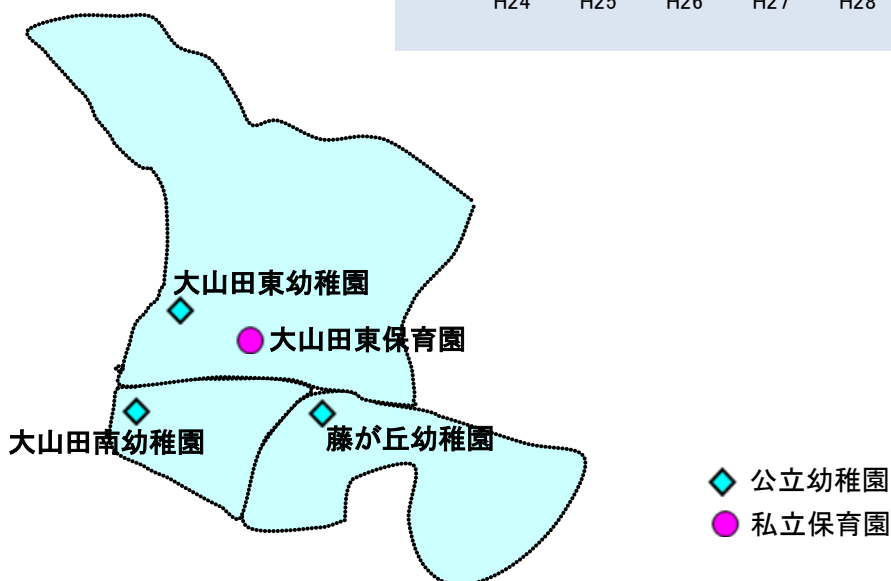 H24 H25 H26 H27 H28
大山田東幼稚園
大山田東保育園
大山田南幼稚園
藤が丘幼稚園
公立幼稚園
私立保育園